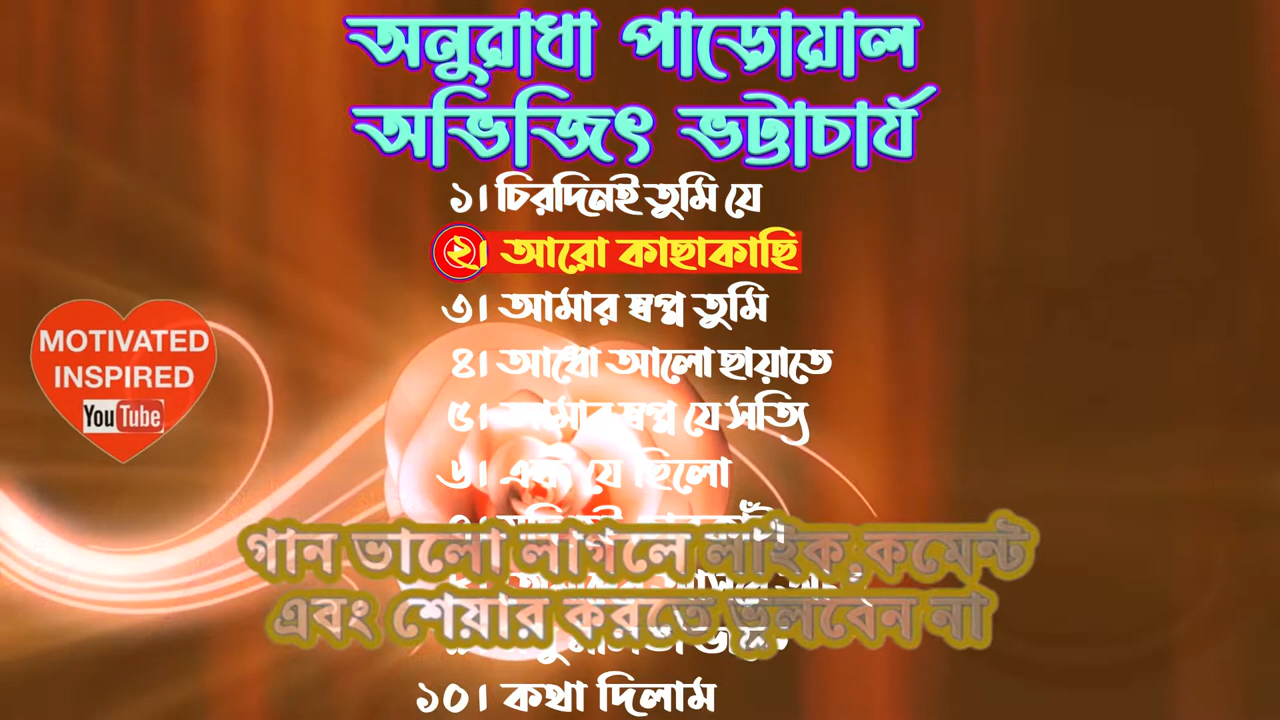 অনুরাধা পাড়োয়াল
অভিজিৎ ভট্টাচার্য
১। চিরদিনই তুমি যে
২। আরো কাছাকাছি
৩। আমার স্বপ্ন তুমি
৪। আধো আলো ছায়াতে
MOTIVATED
INSPIRED
YouTube
৫। আমার স্বপ্ন যে সত্যি
৬। একই যে ছিলো
গান ভালো লাগলে লাইক,কমেন্ট
এবং শেয়ার করতে ভুলবেন না
১০। কথা দিলাম